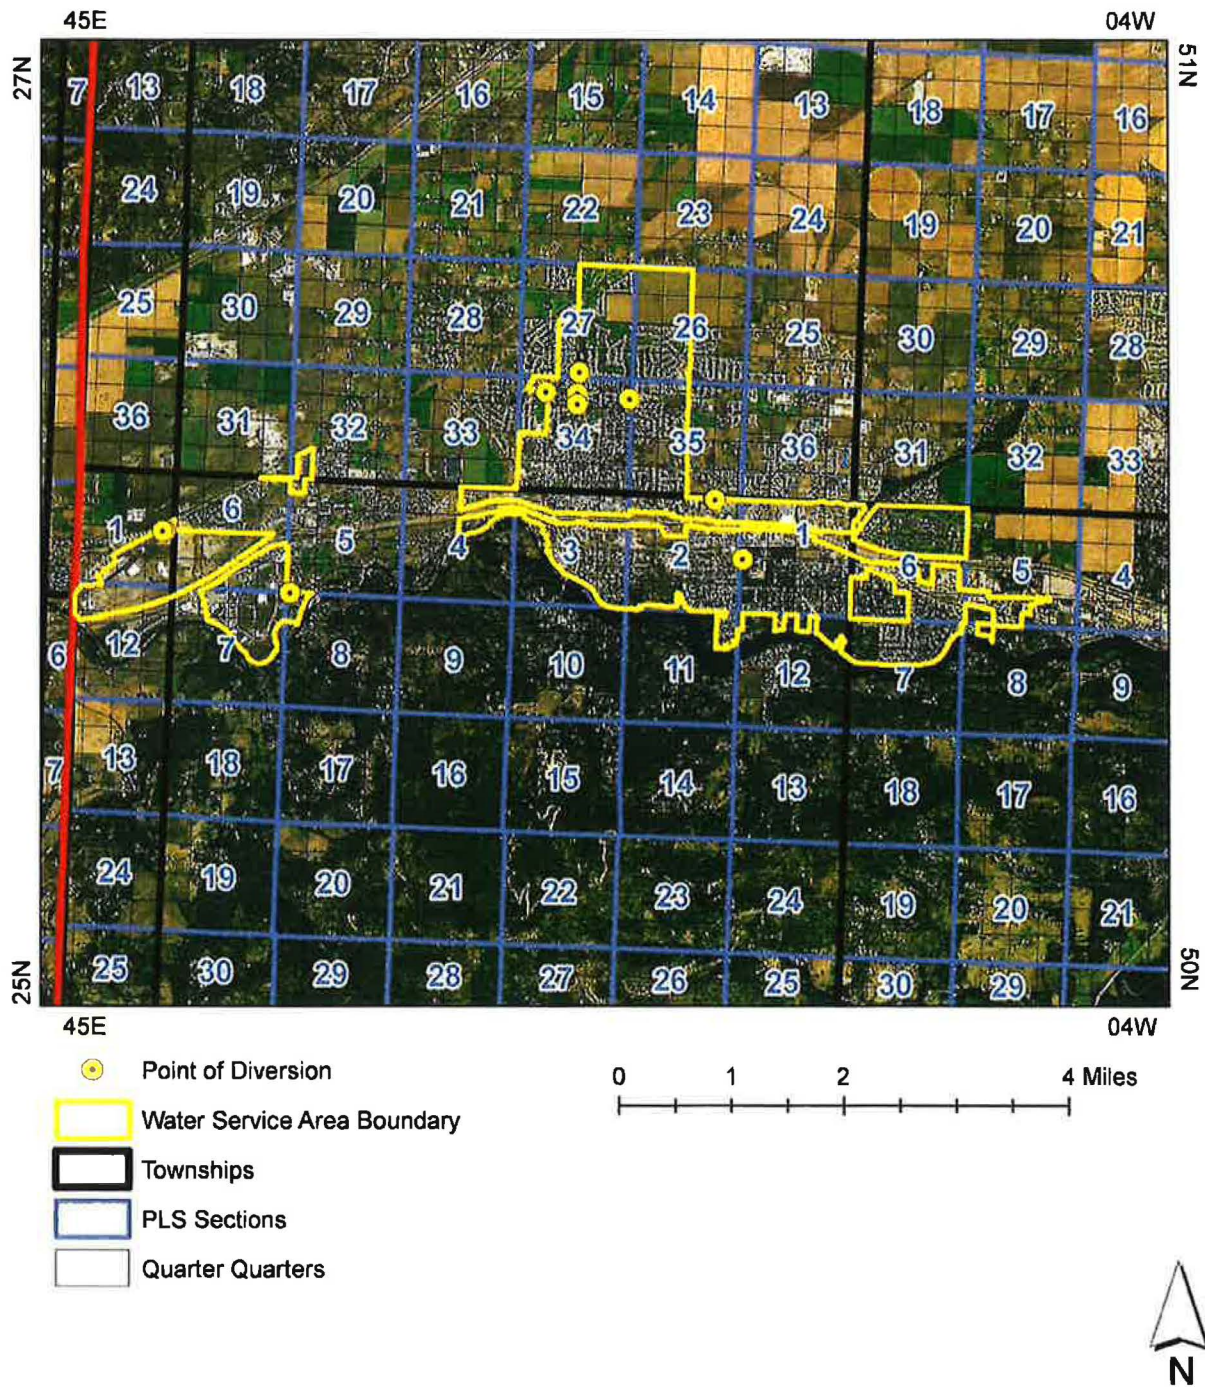 45E 04W
27N 51N
7 13 18 17 16 15 14 13 18 17 16
24 19 20 21 22 23 24 19 20 21
25 30 29 28 27 26 25 30 29 28
36 31 32 33 34 35 36 31 32 33
1 6 5 4 3 2 1 6 5 4
6 12 7 8 9 10 11 12 7 8 9
7 13 18 17 16 15 14 13 18 17 16
24 19 20 21 22 23 24 19 20 21
25 30 29 28 27 26 25 30 29
25N 50N
45E 04W
Point of Diversion
Water Service Area Boundary
Townships
PLS Sections
Quarter Quarters
0 1 2 4 Miles
N